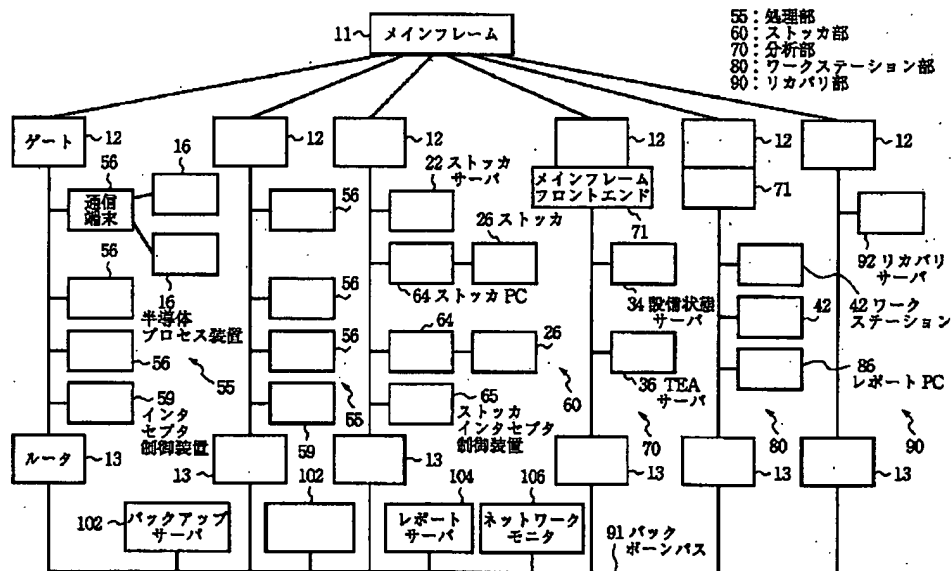 11 メインフレーム
55：処理部
60：ストッカ部
70：分析部
80：ワークステーション部
90：リカバリ部
ゲート 12
12
12
12
12
12
56
通信
端末
16
16
半導体
プロセス装置
56
56
55
59 インタ
セプタ
制御装置
ルータ 13
56
56
56
55
59
13
22 ストッカ
サーバ
26 ストッカ
64 ストッカPC
64
26
65
ストッカ
インタセプタ
制御装置
60
13
メインフレーム
フロントエンド
71
34 設備状態
サーバ
36 TEA
サーバ
70
13
71
42 ワーク
ステーション
42
86
レポートPC
80
13
92 リカバリ
サーバ
90
13
102 バックアップ
サーバ
102
104
レポート
サーバ
106
ネットワーク
モニタ
91 バック
ボーンパス